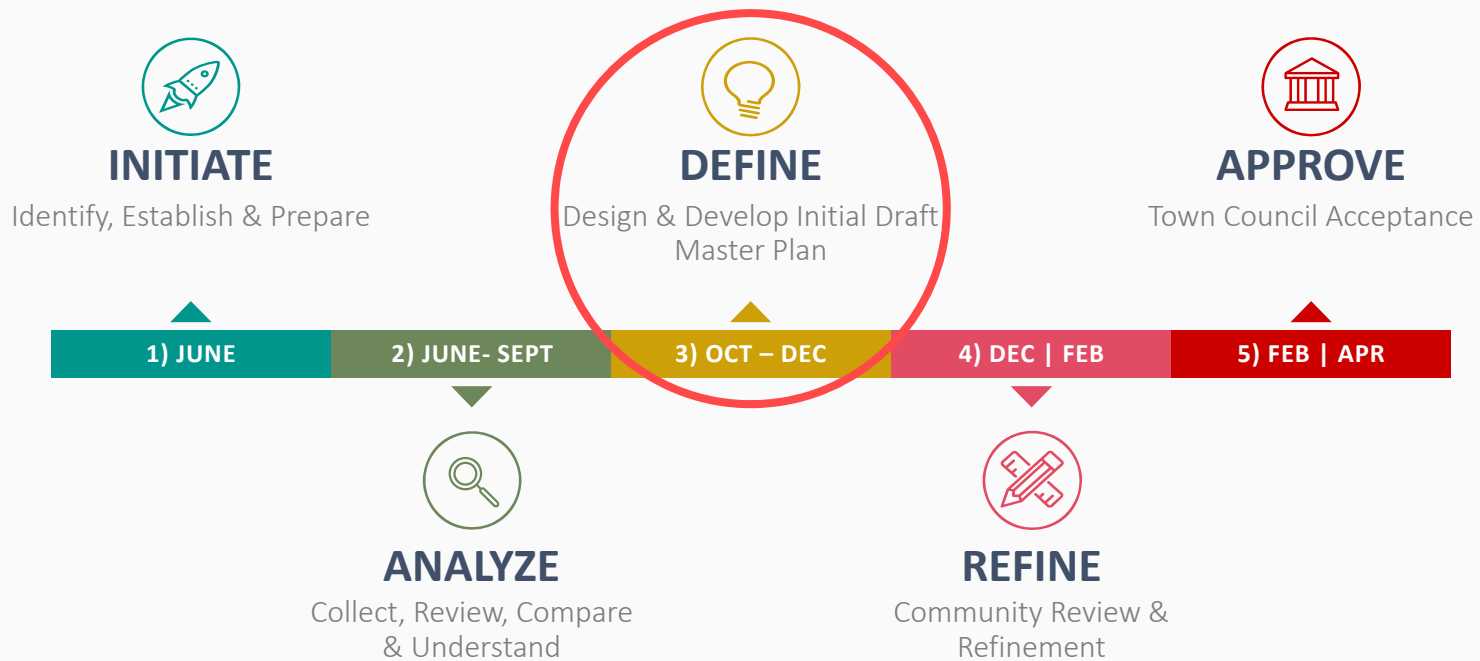 INITIATE
Identify, Establish & Prepare
DEFINE
Design & Develop Initial Draft
Master Plan
APPROVE
Town Council Acceptance
1) JUNE
2) JUNE- SEPT
3) OCT – DEC
4) DEC | FEB
5) FEB | APR
ANALYZE
Collect, Review, Compare
& Understand
REFINE
Community Review &
Refinement